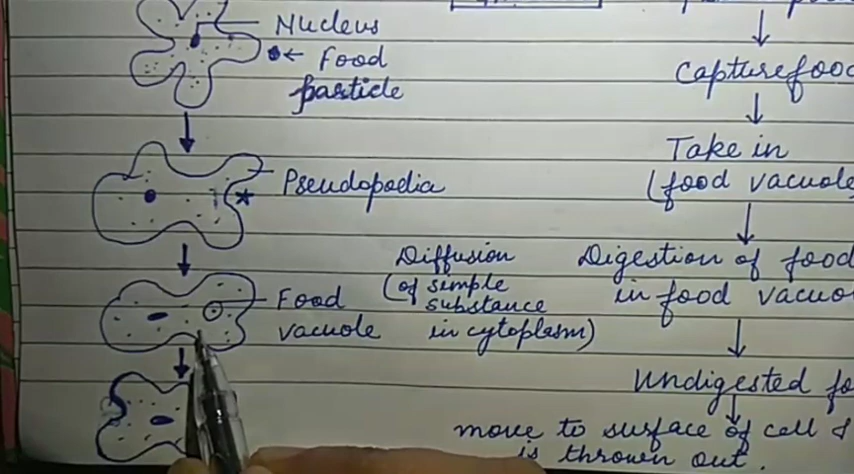 Nucleus
Food
particle
Pseudopodia
Food
vacuole
Diffusion
(of simple
substance
in cytoplasm)
Capture foo
Take in
(food vacuole
Digestion of food
in food vacuo
Undigested fo
move to surface of cell &
is thrown out.